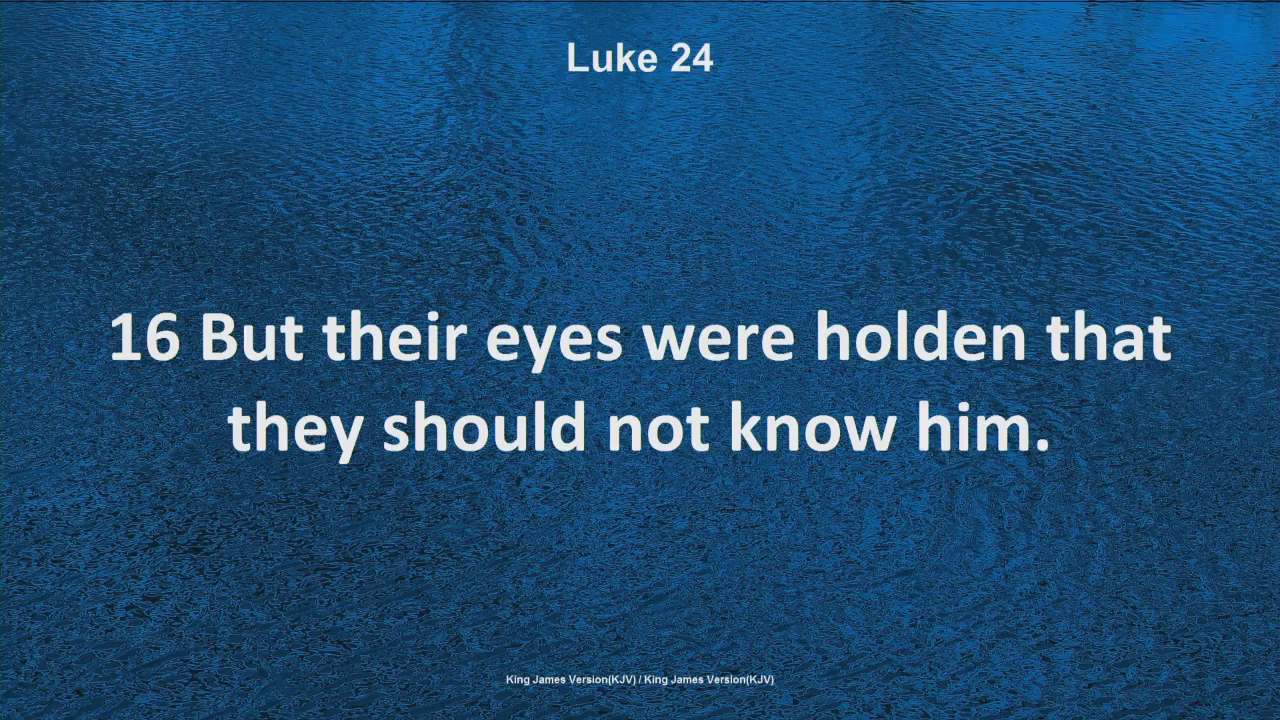 Luke 24
16 But their eyes were holden that
they should not know him.
King James Version(KJV) / King James Version(KJV)